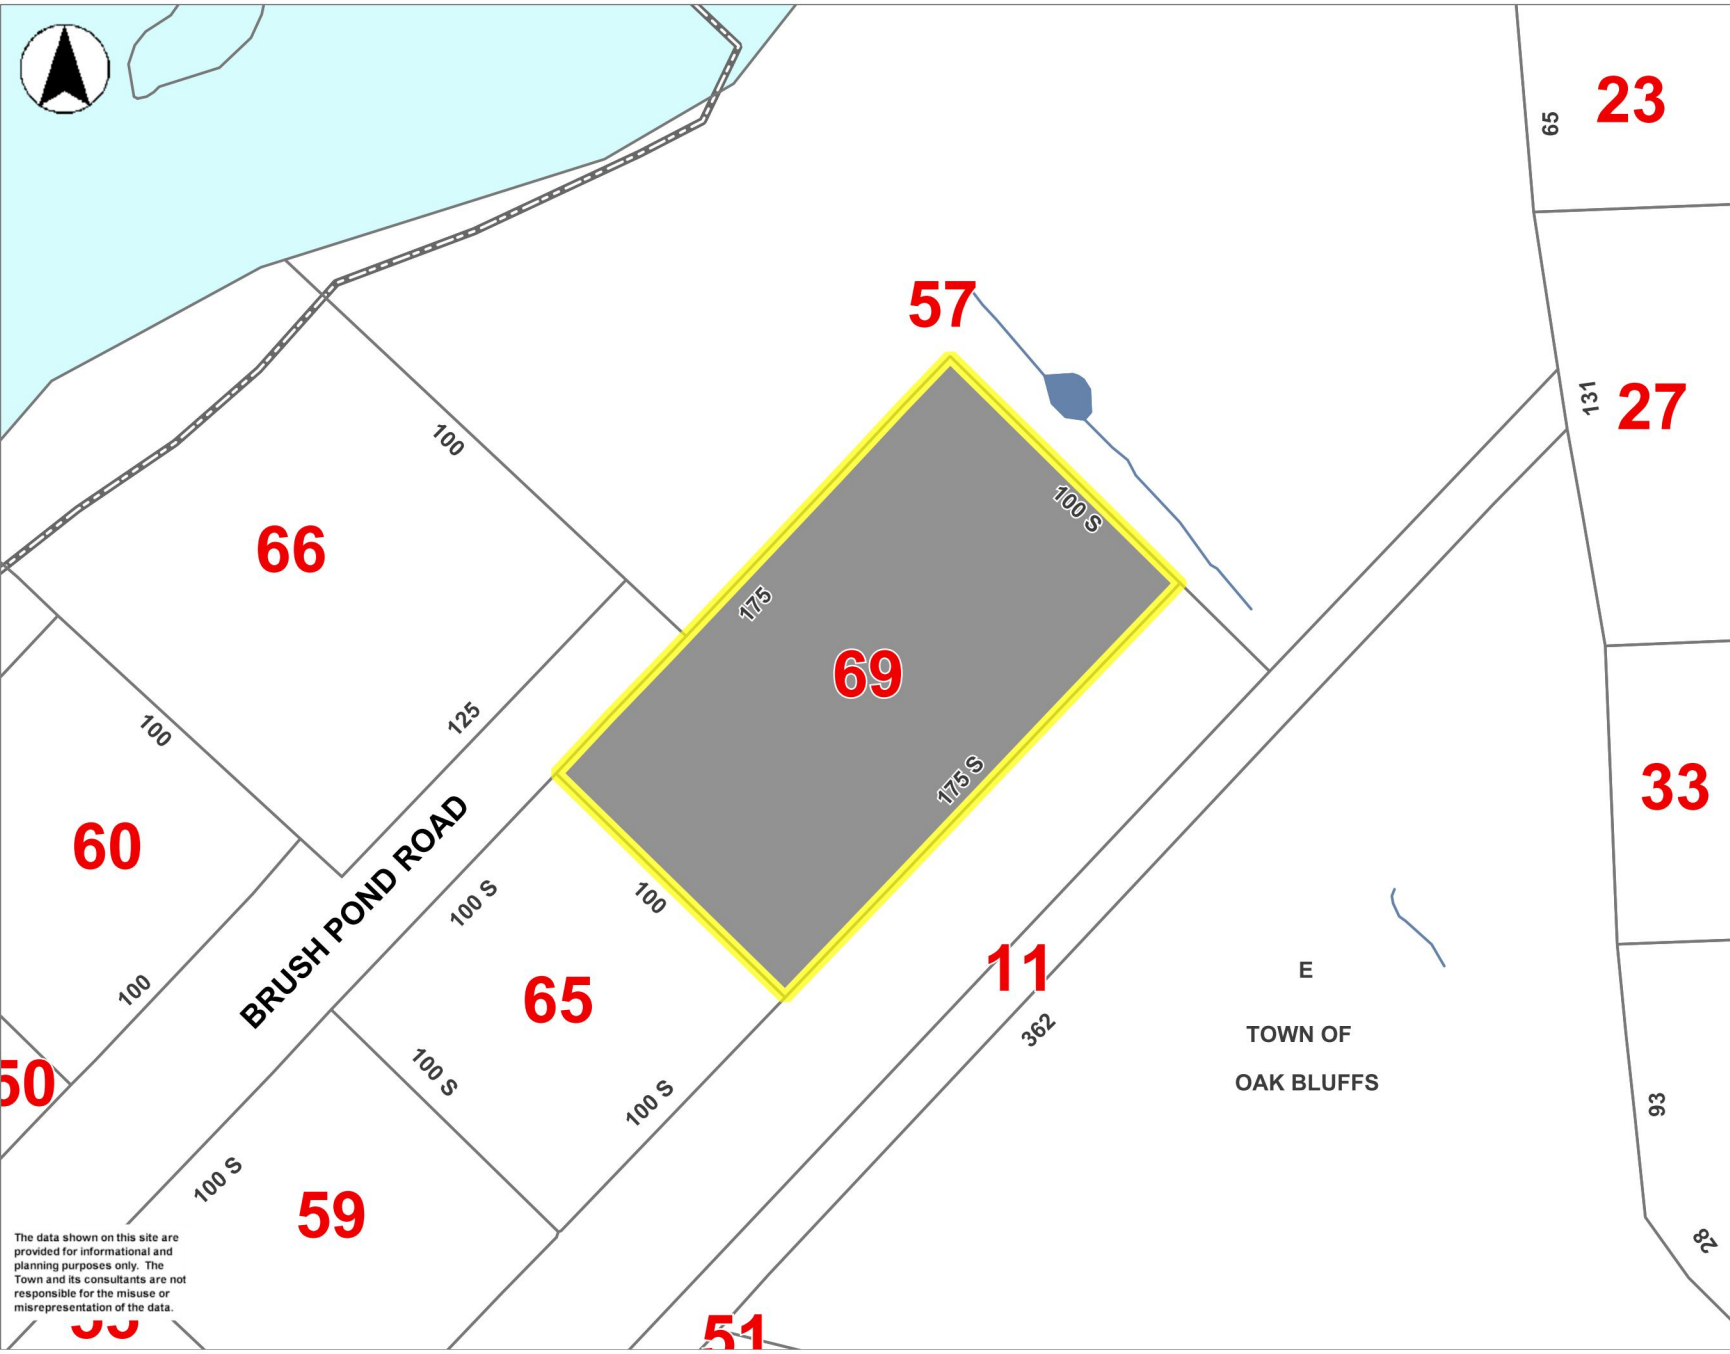 23
65
57
131
27
100
100 S
66
175
69
125
100
33
175 S
BRUSH POND ROAD
60
100 S
100
11
E
100
65
362
TOWN OF
50
100 S
OAK BLUFFS
100 S
93
100 S
59
28
The data shown on this site are
provided for informational and
planning purposes only. The
Town and its consultants are not
responsible for the misuse or
misrepresentation of the data.
51